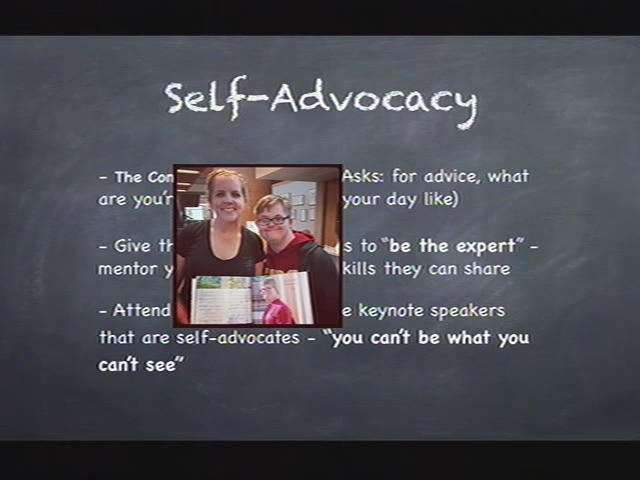 Self-Advocacy
- The Con Asks: for advice, what
are you'r your day like)
- Give th s to "be the expert" -
mentor y kills they can share
- Attend e keynote speakers
that are self-advocates - "you can't be what you
can't see"